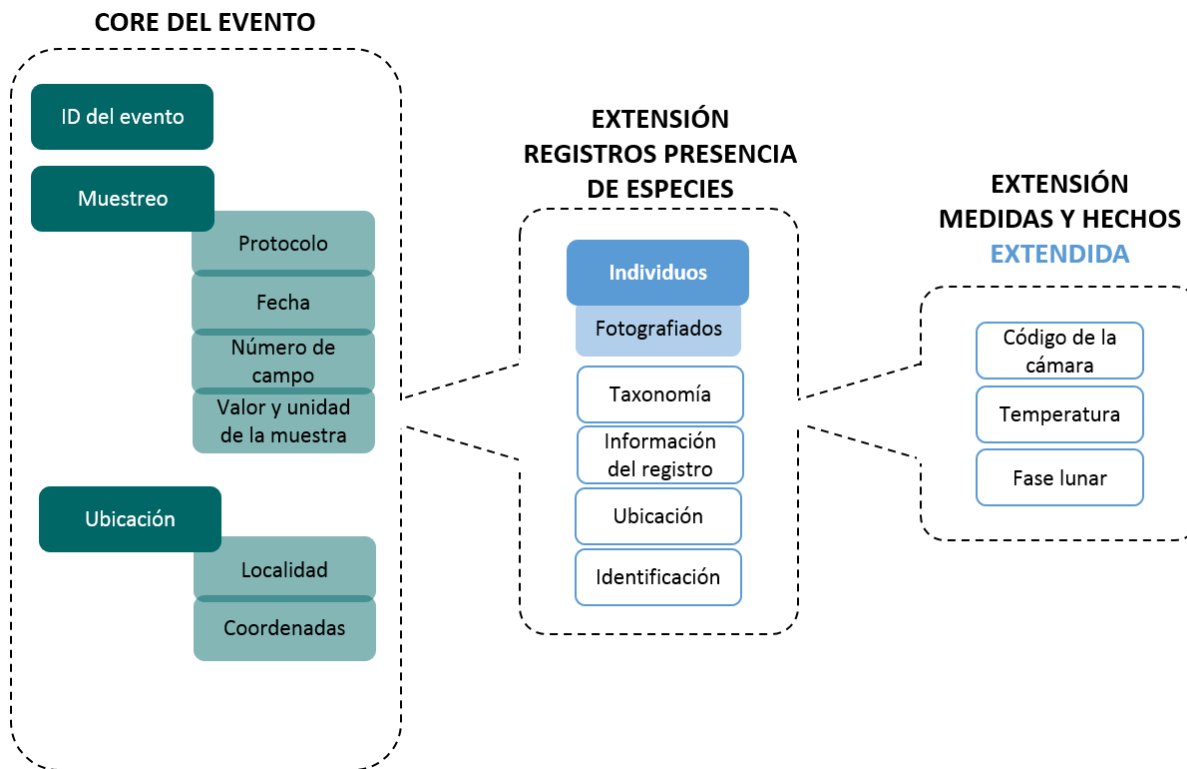 CORE DEL EVENTO
ID del evento
Muestreo
Protocolo
Fecha
Número de
campo
Valor y unidad
de la muestra
Ubicación
Localidad
Coordenadas
EXTENSIÓN
REGISTROS PRESENCIA
DE ESPECIES
Individuos
Fotografiados
Taxonomía
Información
del registro
Ubicación
Identificación
EXTENSIÓN
MEDIDAS Y HECHOS
EXTENDIDA
Código de la
cámara
Temperatura
Fase lunar